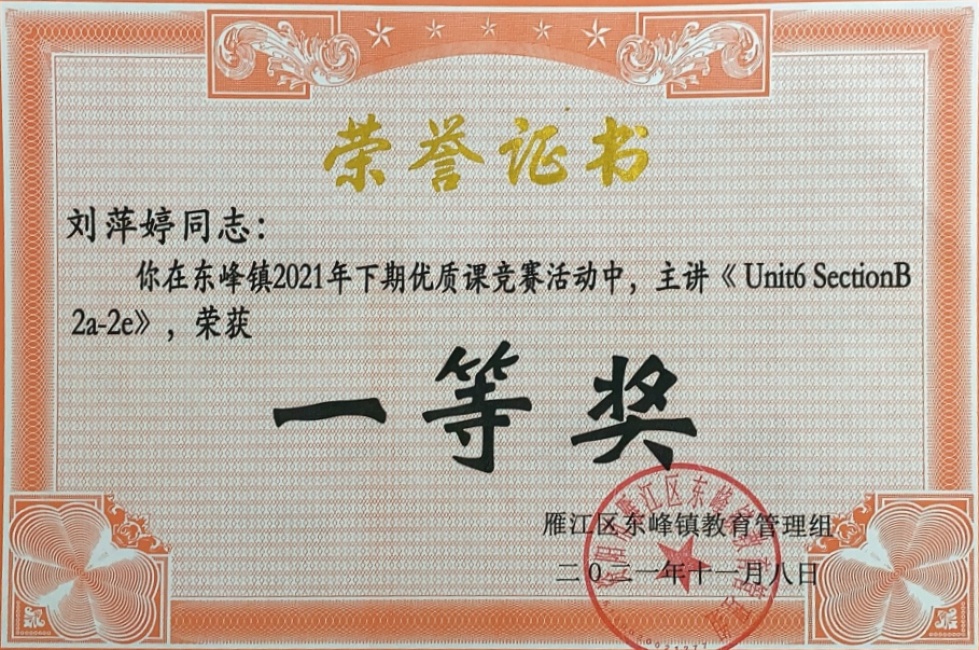 荣誉证书
刘萍婷同志：
你在东峰镇2021年下期优质课竞赛活动中，主讲《 Unit6 SectionB
2a-2e》，荣获
一等奖
雁江区东峰镇教育管理组
二0二一年十一月八日